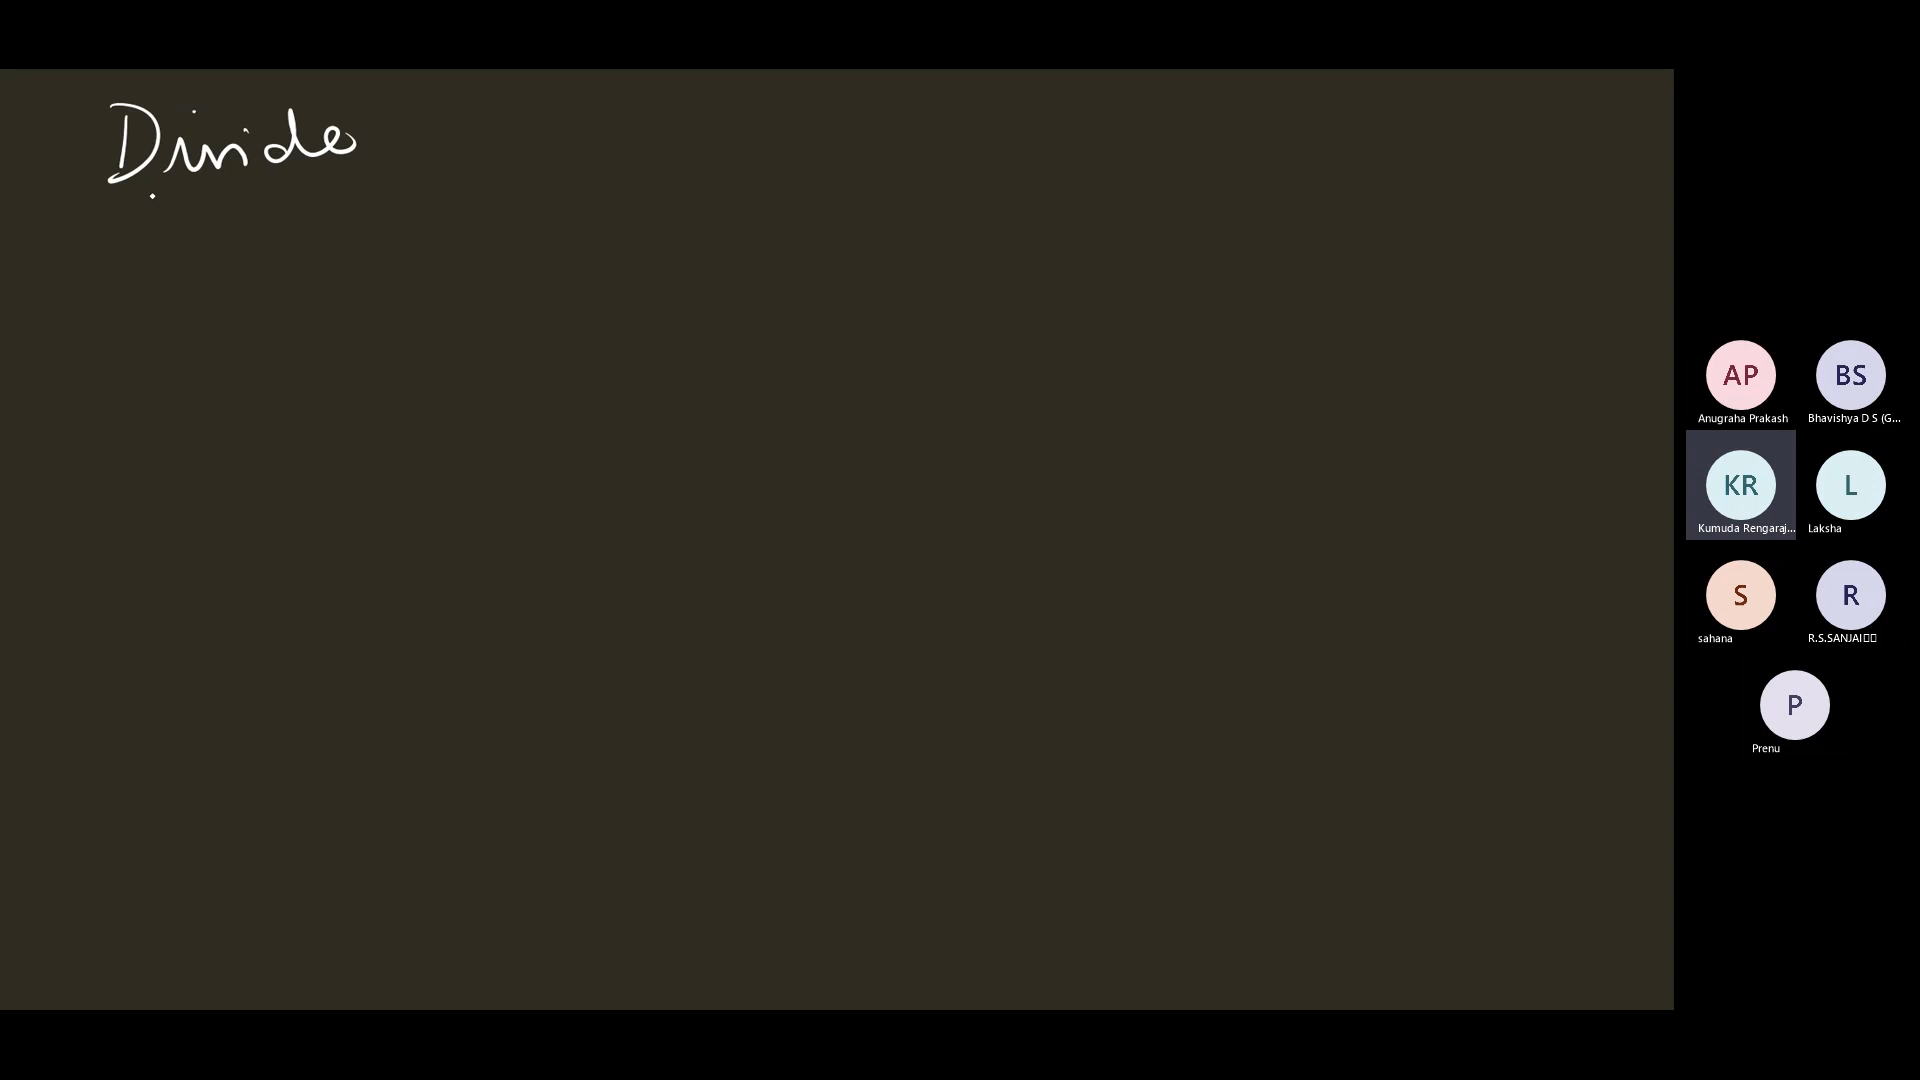 Divide
AP
BS
Anugraha Prakash
Bhavishya D S (G...
KR
L
Kumuda Rengaraj...
Laksha
S
R
sahana
R.S.SANJAI
P
Prenu